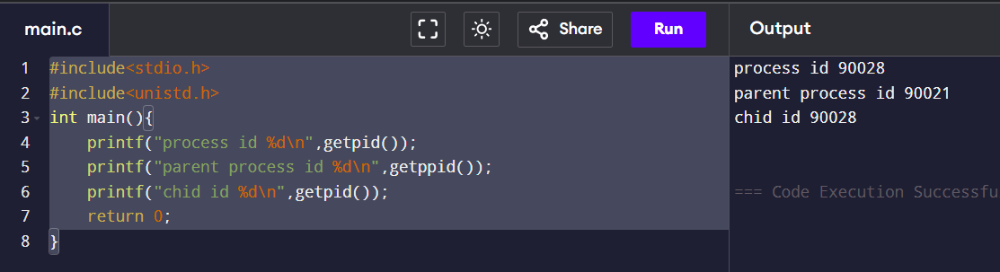 main.c Share Run Output
1 #include<stdio.h>
2 #include<unistd.h>
3 int main(){
4     printf("process id %d\n",getpid());
5     printf("parent process id %d\n",getppid());
6     printf("chid id %d\n",getpid());
7     return 0;
8 }
process id 90028
parent process id 90021
chid id 90028
=== Code Execution Successfu